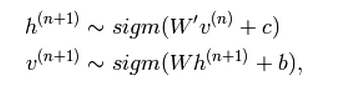 h^{(n+1)} ∼ sigm(W′v^{(n)} + c)
v^{(n+1)} ∼ sigm(Wh^{(n+1)} + b),